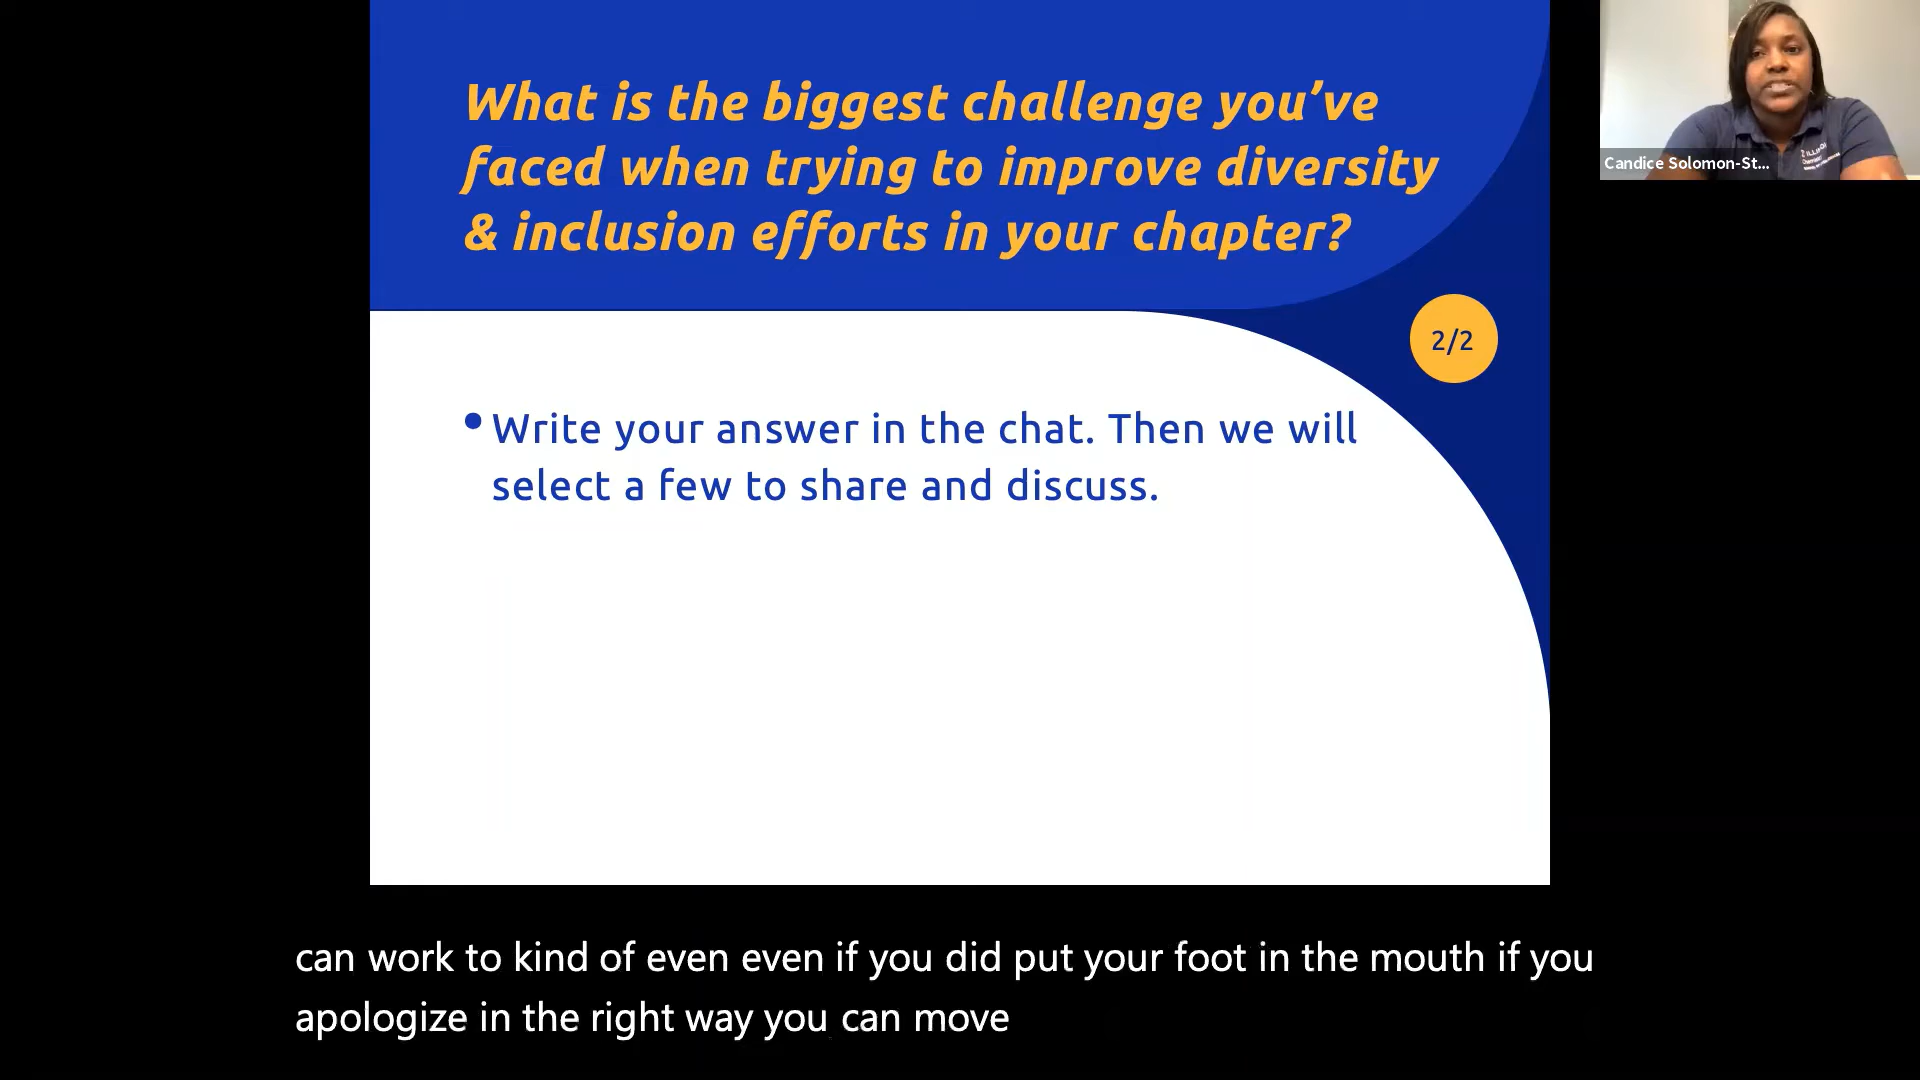 What is the biggest challenge you’ve
faced when trying to improve diversity
& inclusion efforts in your chapter?
2/2
• Write your answer in the chat. Then we will
select a few to share and discuss.
Candice Solomon-St...
can work to kind of even even if you did put your foot in the mouth if you
apologize in the right way you can move